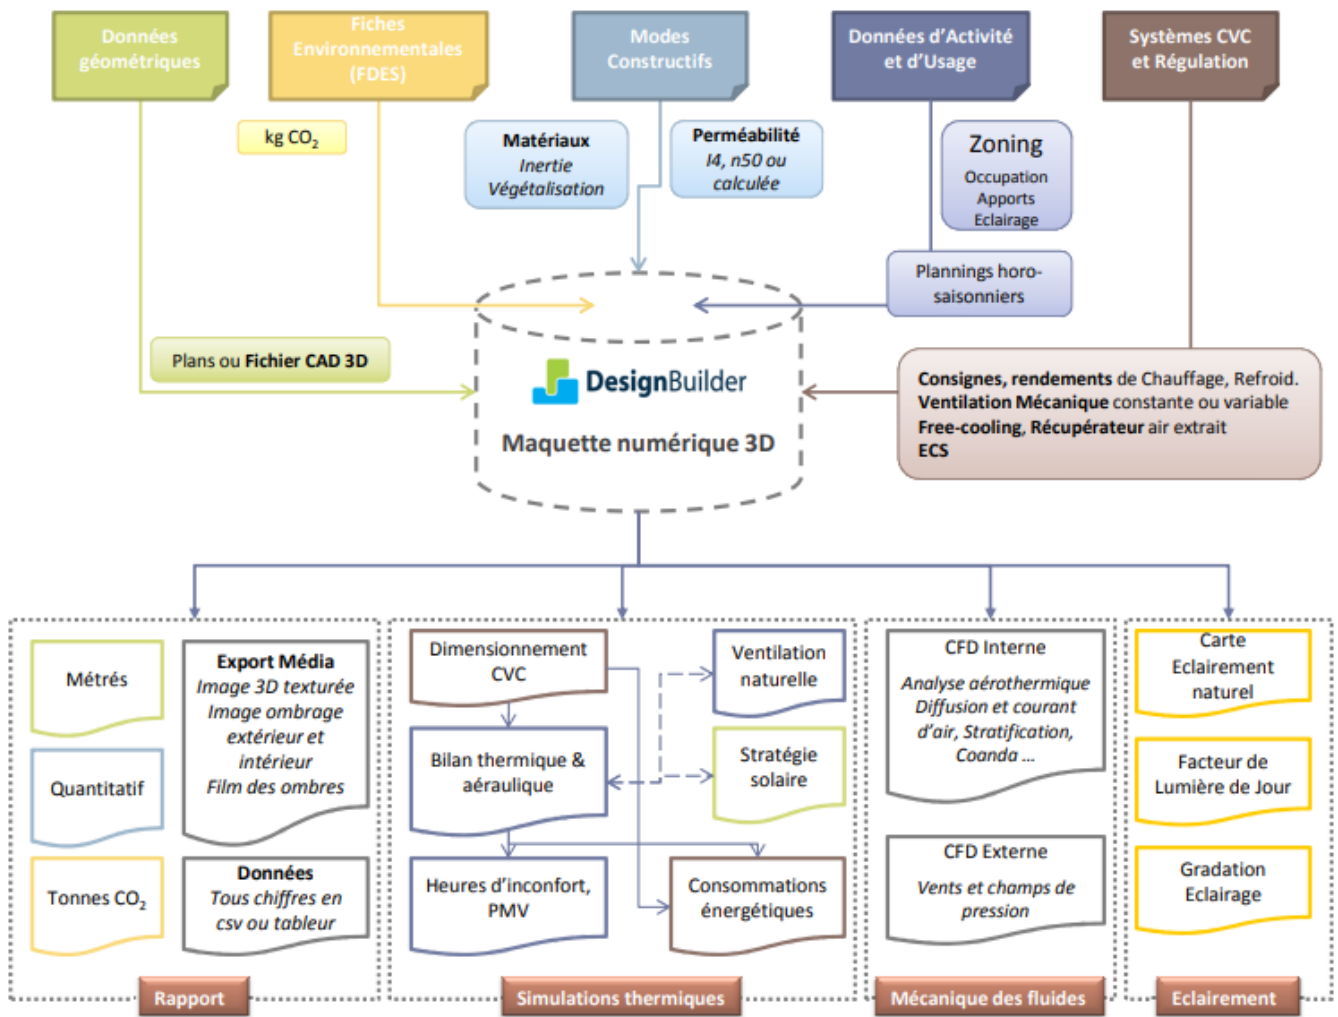 Données
géométriques
Fiches
Environnementales
(FDES)
Modes
Constructifs
Données d'Activité
et d'Usage
Systèmes CVC
et Régulation
kg CO₂
Matériaux
Inertie
Végétalisation
Perméabilité
I4, n50 ou
calculée
Zoning
Occupation
Apports
Eclairage
Plannings horo-
saisonniers
Plans ou Fichier CAD 3D
DesignBuilder
Maquette numérique 3D
Consignes, rendements de Chauffage, Refroid.
Ventilation Mécanique constante ou variable
Free-cooling, Récupérateur air extrait
ECS
Métrés
Quantitatif
Tonnes CO₂
Export Média
Image 3D texturée
Image ombrage
extérieur et
intérieur
Film des ombres
Données
Tous chiffres en
csv ou tableur
Rapport
Dimensionnement
CVC
Bilan thermique &
aéraulique
Heures d'inconfort,
PMV
Ventilation
naturelle
Stratégie
solaire
Consommations
énergétiques
Simulations thermiques
CFD Interne
Analyse aérothermique
Diffusion et courant
d'air, Stratification,
Coanda ...
CFD Externe
Vents et champs de
pression
Mécanique des fluides
Carte
Eclairement
naturel
Facteur de
Lumière de Jour
Gradation
Eclairage
Eclairement